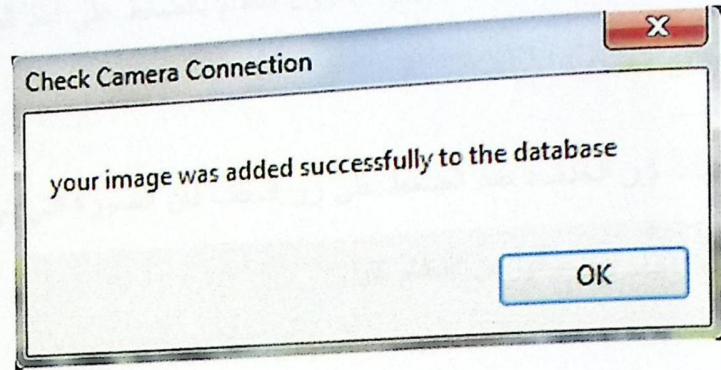 Check Camera Connection
your image was added successfully to the database
OK